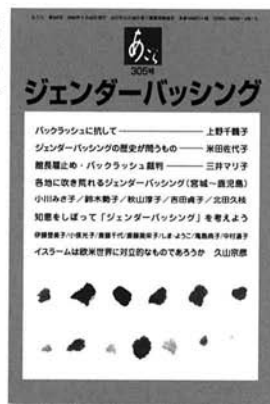 あごら
305号
ジェンダーバッシング
バックラッシュに抗して 上野千鶴子
ジェンダーバッシングの歴史が問うもの 米田佐代子
館長雇止め・バックラッシュ裁判 三井マリ子
各地に吹き荒れるジェンダーバッシング(宮城〜鹿児島)
小川みさ子/鈴木勢子/秋山淳子/吉田貞子/北田久枝
知恵をしぼって「ジェンダーバッシング」を考えよう
イスラームは欧米世界に対立的なものであろうか 久山宗彦